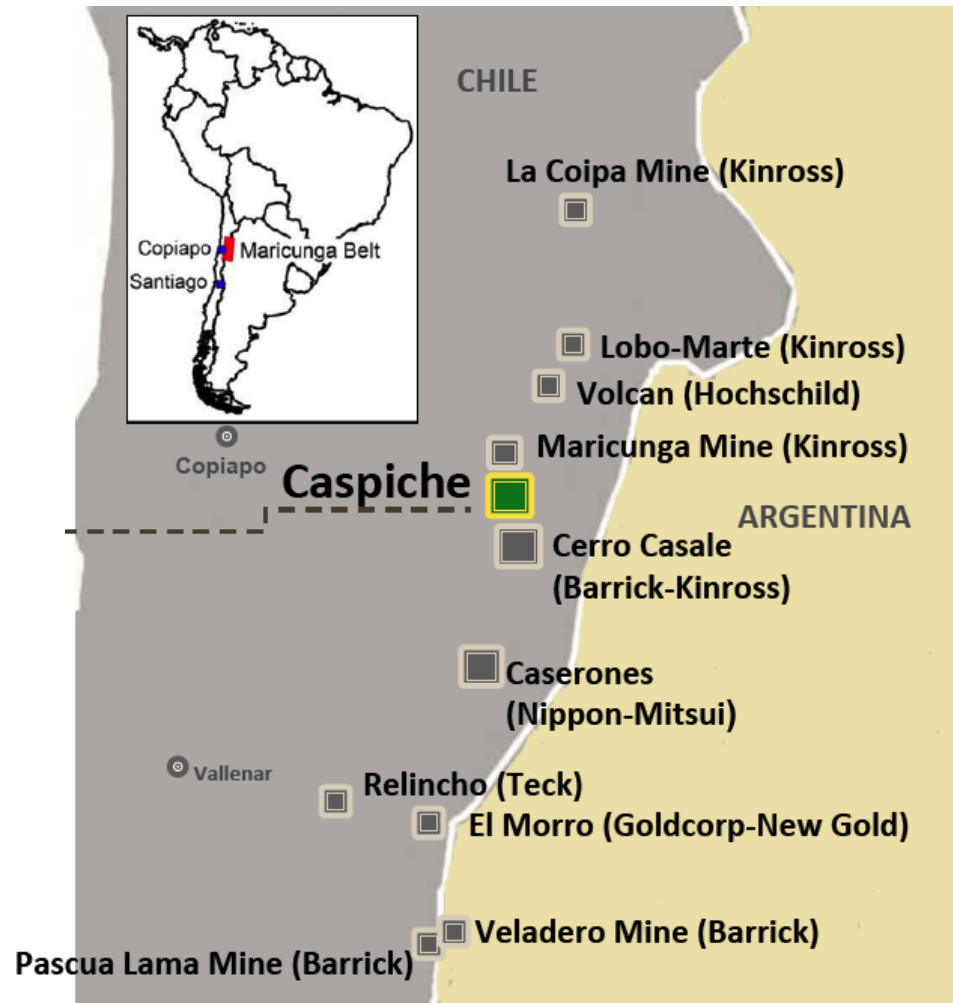 CHILE
La Coipa Mine (Kinross)
Copiapo
Maricunga Belt
Santiago
Lobo-Marte (Kinross)
Volcan (Hochschild)
Copiapo
Maricunga Mine (Kinross)
Caspiche
ARGENTINA
Cerro Casale
(Barrick-Kinross)
Caserones
(Nippon-Mitsui)
Vallenar
Relincho (Teck)
El Morro (Goldcorp-New Gold)
Veladero Mine (Barrick)
Pascua Lama Mine (Barrick)